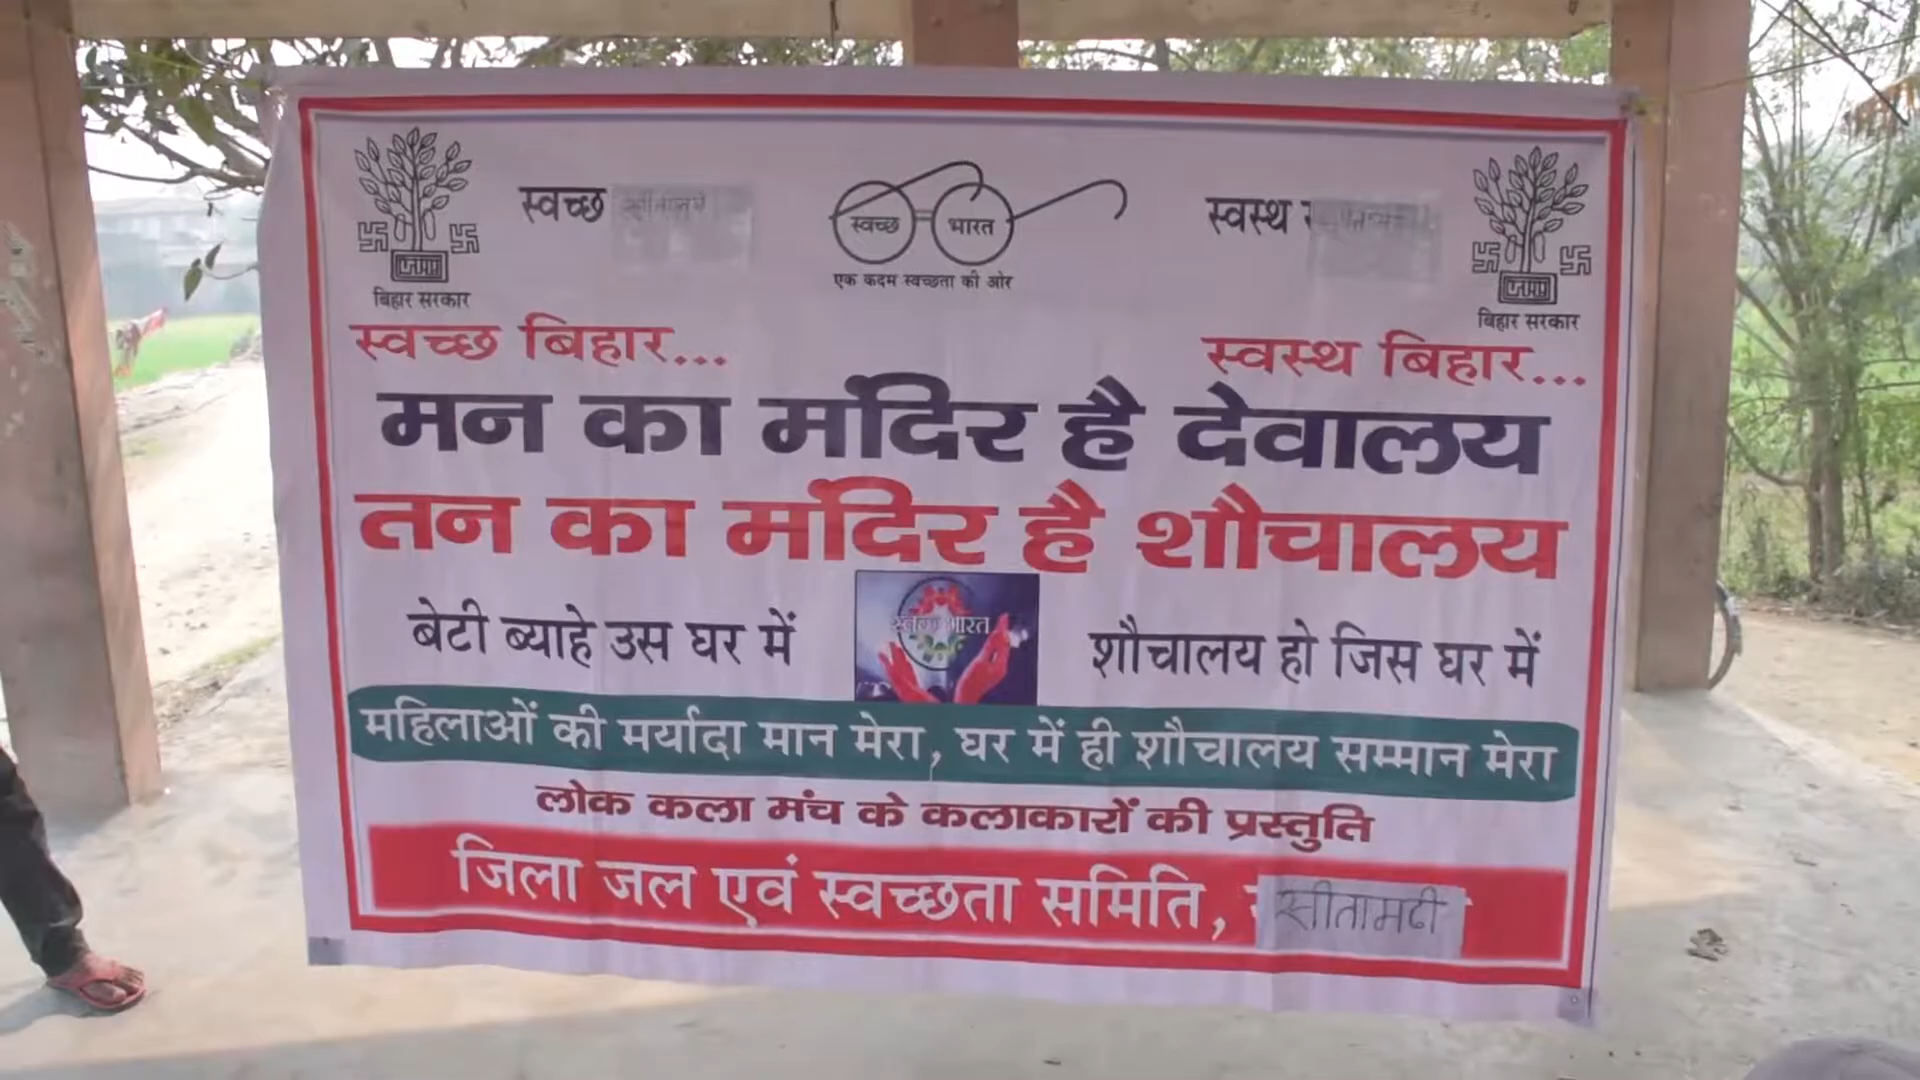 स्वच्छ
स्वच्छ भारत
एक कदम स्वच्छता की ओर
स्वस्थ
बिहार सरकार
बिहार सरकार
स्वच्छ बिहार...
स्वस्थ बिहार...
मन का मंदिर है देवालय
तन का मंदिर है शौचालय
बेटी ब्याहे उस घर में
शौचालय हो जिस घर में
भारत
महिलाओं की मर्यादा मान मेरा, घर में ही शौचालय सम्मान मेरा
लोक कला मंच के कलाकारों की प्रस्तुति
जिला जल एवं स्वच्छता समिति, सीतामढी